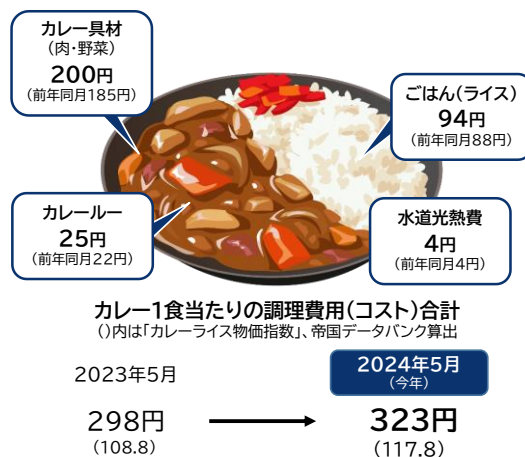 カレー具材
(肉・野菜)
200円
(前年同月185円)
ごはん(ライス)
94円
(前年同月88円)
カレールー
25円
(前年同月22円)
水道光熱費
4円
(前年同月4円)
カレー1食当たりの調理費用(コスト)合計
()内は「カレーライス物価指数」、帝国データバンク算出
2023年5月
298円
(108.8)
2024年5月
(今年)
323円
(117.8)